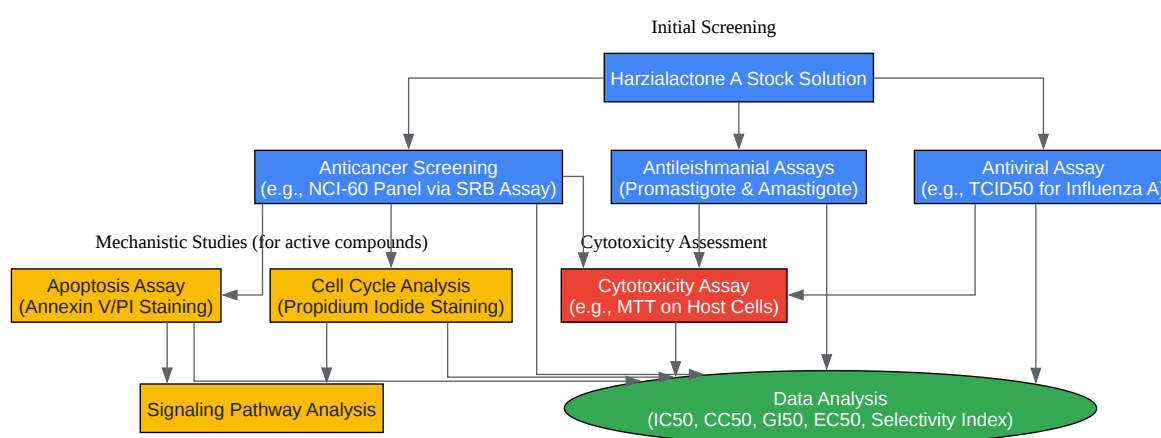 Initial Screening
Harzialactone A Stock Solution
Anticancer Screening
(e.g., NCI-60 Panel via SRB Assay)
Antileishmanial Assays
(Promastigote & Amastigote)
Antiviral Assay
(e.g., TCID50 for Influenza A)
Mechanistic Studies (for active compounds)
Cytotoxicity Assessment
Apoptosis Assay
(Annexin V/PI Staining)
Cell Cycle Analysis
(Propidium Iodide Staining)
Cytotoxicity Assay
(e.g., MTT on Host Cells)
Signaling Pathway Analysis
Data Analysis
(IC50, CC50, GI50, EC50, Selectivity Index)